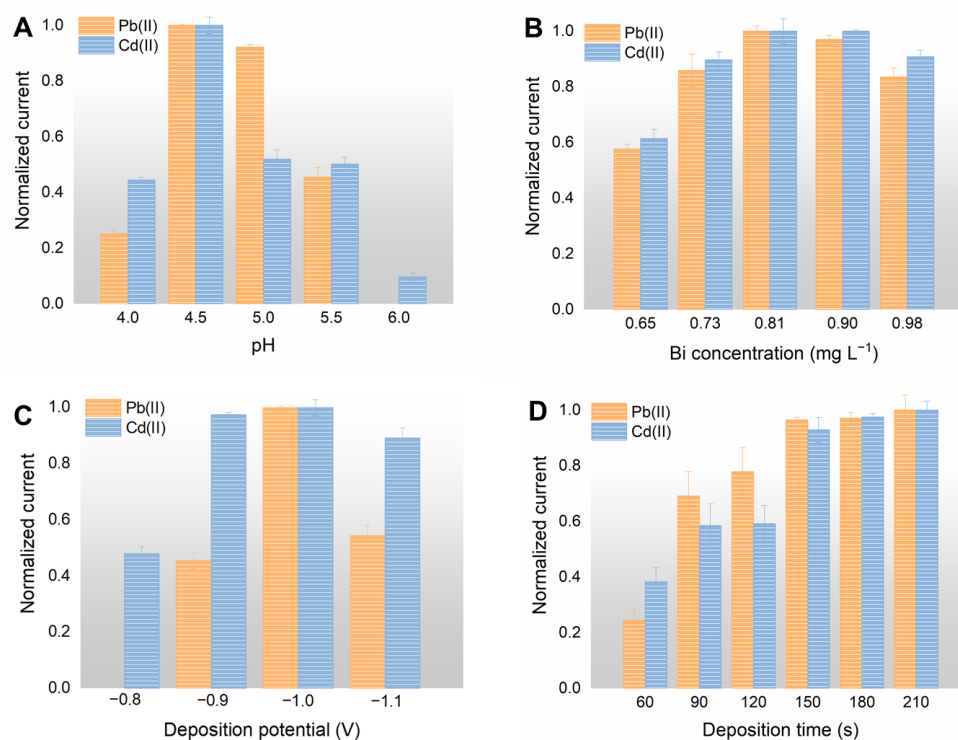 A
Pb(II)
Cd(II)
Normalized current
1.0
0.8
0.6
0.4
0.2
0.0
4.0 4.5 5.0 5.5 6.0
pH
B
Pb(II)
Cd(II)
Normalized current
1.0
0.8
0.6
0.4
0.2
0.0
0.65 0.73 0.81 0.90 0.98
Bi concentration (mg L⁻¹)
C
Pb(II)
Cd(II)
Normalized current
1.0
0.8
0.6
0.4
0.2
0.0
−0.8 −0.9 −1.0 −1.1
Deposition potential (V)
D
Pb(II)
Cd(II)
Normalized current
1.0
0.8
0.6
0.4
0.2
0.0
60 90 120 150 180 210
Deposition time (s)